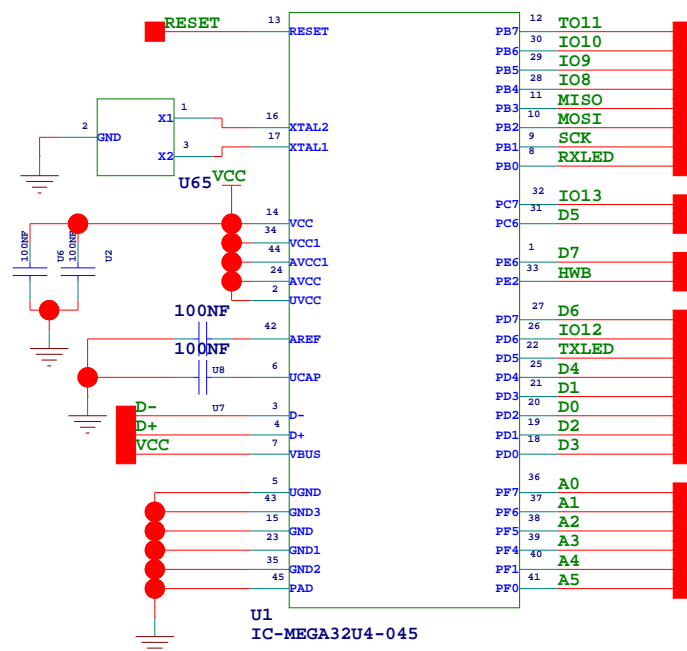 RESET 13 RESET
PB7 12 TO11
PB6 30 IO10
PB5 29 IO9
PB4 28 IO8
PB3 11 MISO
PB2 10 MOSI
PB1 9 SCK
PB0 8 RXLED
X1 1
2 GND
X2 3
U65
16 XTAL2
17 XTAL1
PC7 32 IO13
PC6 31 D5
VCC
14 VCC
34 VCC1
44 AVCC1
24 AVCC
2 UVCC
100NF U6
100NF U2
PE6 1 D7
PE2 33 HWB
100NF
42 AREF
100NF
U8
6 UCAP
U7
PD7 27 D6
PD6 26 IO12
PD5 22 TXLED
PD4 25 D4
PD3 21 D1
PD2 20 D0
PD1 19 D2
PD0 18 D3
D- 3 D-
D+ 4 D+
VCC 7 VBUS
5 UGND
43 GND3
15 GND
23 GND1
35 GND2
45 PAD
PF7 36 A0
PF6 37 A1
PF5 38 A2
PF4 39 A3
PF1 40 A4
PF0 41 A5
U1
IC-MEGA32U4-045